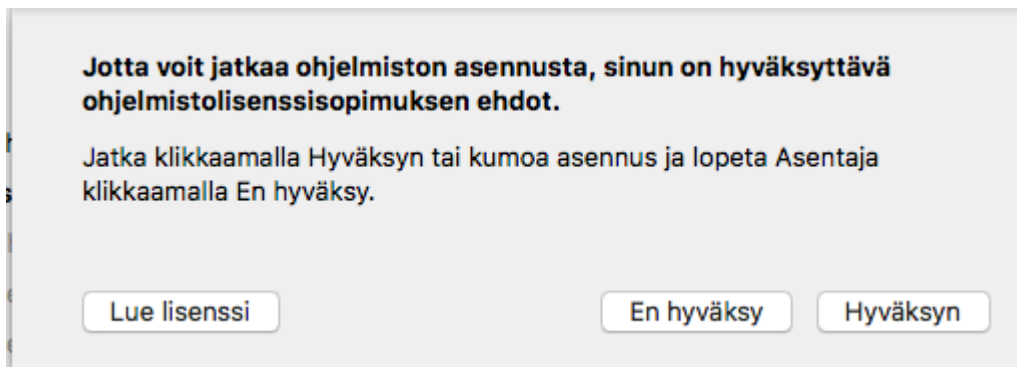 Jotta voit jatkaa ohjelmiston asennusta, sinun on hyväksyttävä
ohjelmistolisenssisopimuksen ehdot.
Jatka klikkaamalla Hyväksyn tai kumoa asennus ja lopeta Asentaja
klikkaamalla En hyväksy.
Lue lisenssi
En hyväksy
Hyväksyn